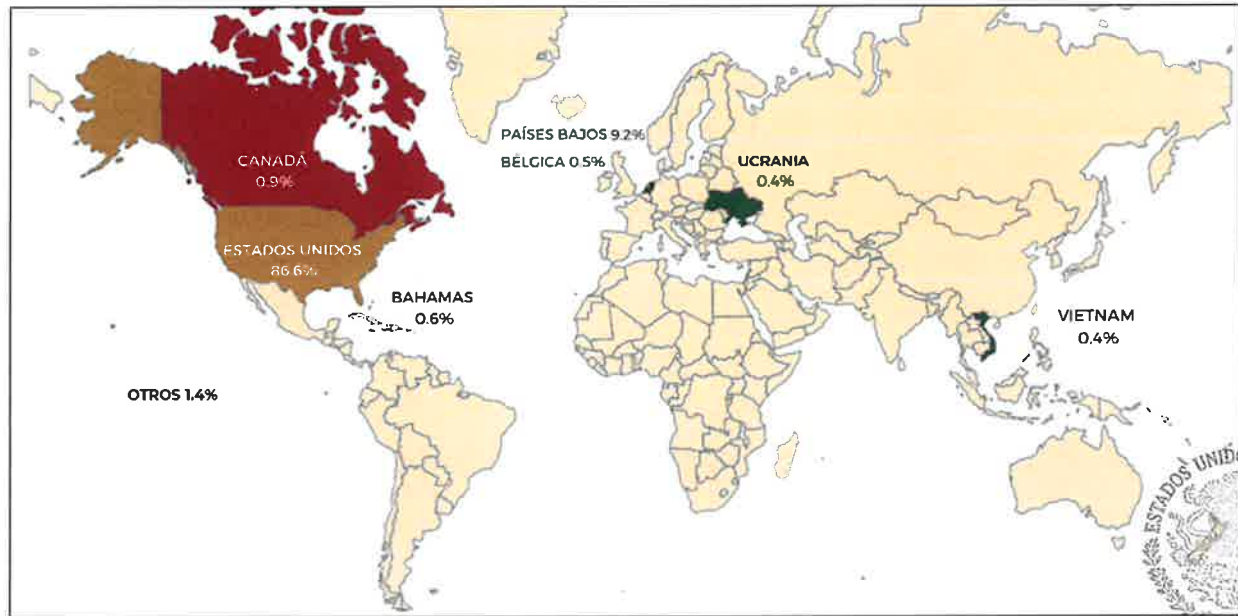 PAÍSES BAJOS 9.2%
BÉLGICA 0.5%
UCRANIA
0.4%
CANADÁ
0.9%
ESTADOS UNIDOS
86.6%
BAHAMAS
0.6%
VIETNAM
0.4%
OTROS 1.4%
ESTADOS UNID